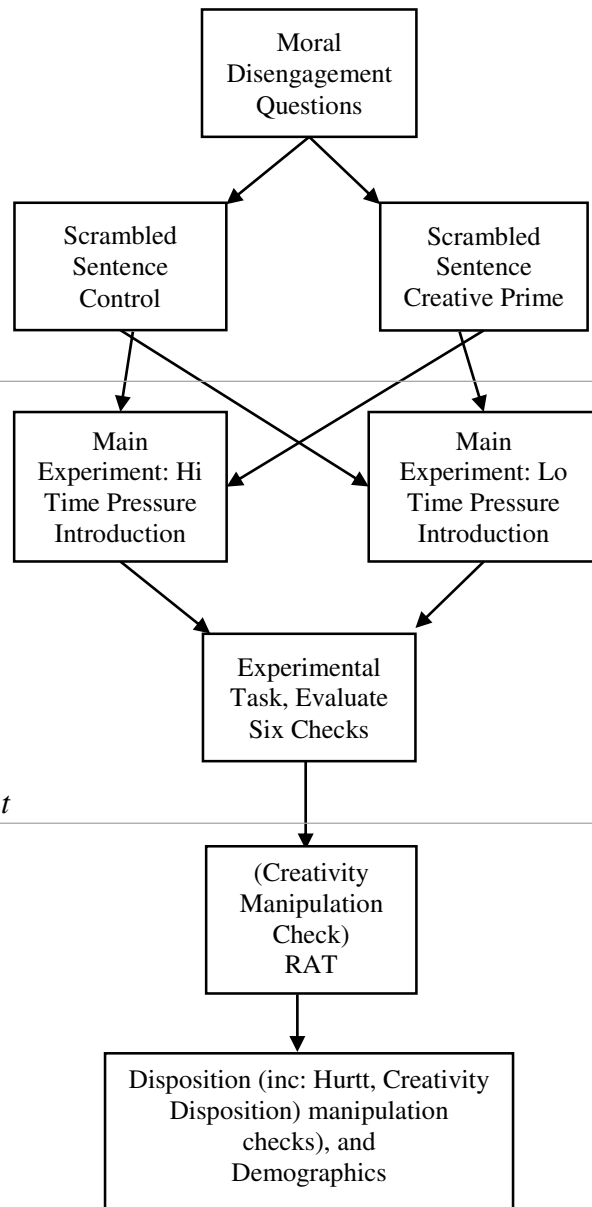 Moral
Disengagement
Questions
Scrambled
Sentence
Control
Scrambled
Sentence
Creative Prime
Main
Experiment: Hi
Time Pressure
Introduction
Main
Experiment: Lo
Time Pressure
Introduction
Experimental
Task, Evaluate
Six Checks
t
(Creativity
Manipulation
Check)
RAT
Disposition (inc: Hurtt, Creativity
Disposition) manipulation
checks), and
Demographics